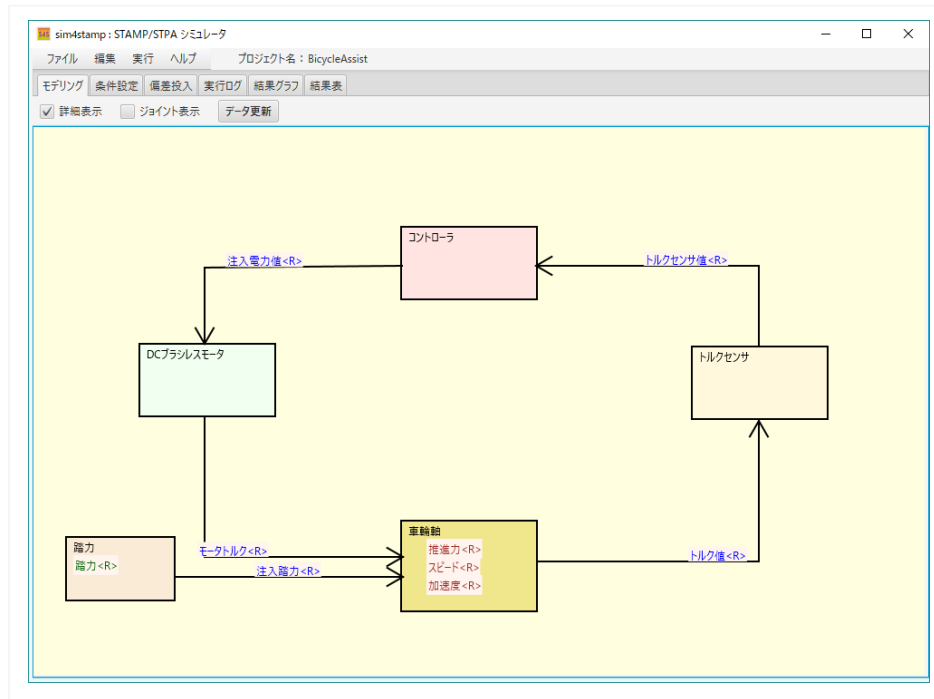 S4S sim4stamp : STAMP/STPA シミュレータ
ファイル 編集 実行 ヘルプ プロジェクト名： BicycleAssist
モデリング 条件設定 偏差投入 実行ログ 結果グラフ 結果表
詳細表示 ジョイント表示 データ更新
コントローラ
注入電力値<R>
トルクセンサ値<R>
DCブラシレスモータ
トルクセンサ
車輪軸
推進力<R>
スピード<R>
加速度<R>
踏力
踏力<R>
モータトルク<R>
注入踏力<R>
トルク値<R>